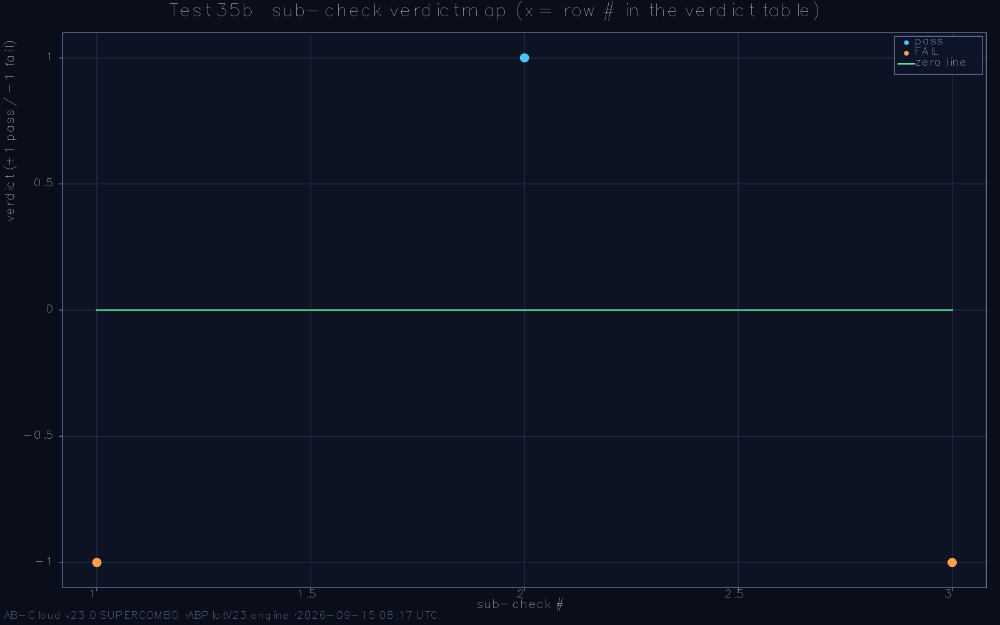 Test 35b sub-check verdict map (x = row # in the verdict table)
verdict (+1 pass / -1 fail)
pass
FAIL
zero line
1
0.5
0
-0.5
-1
1 1.5 2 2.5 3
sub-check #
AB-Cloud v23.0 SUPERCOMBO · ABPlotV23 engine · 2026-09-15 08:17 UTC